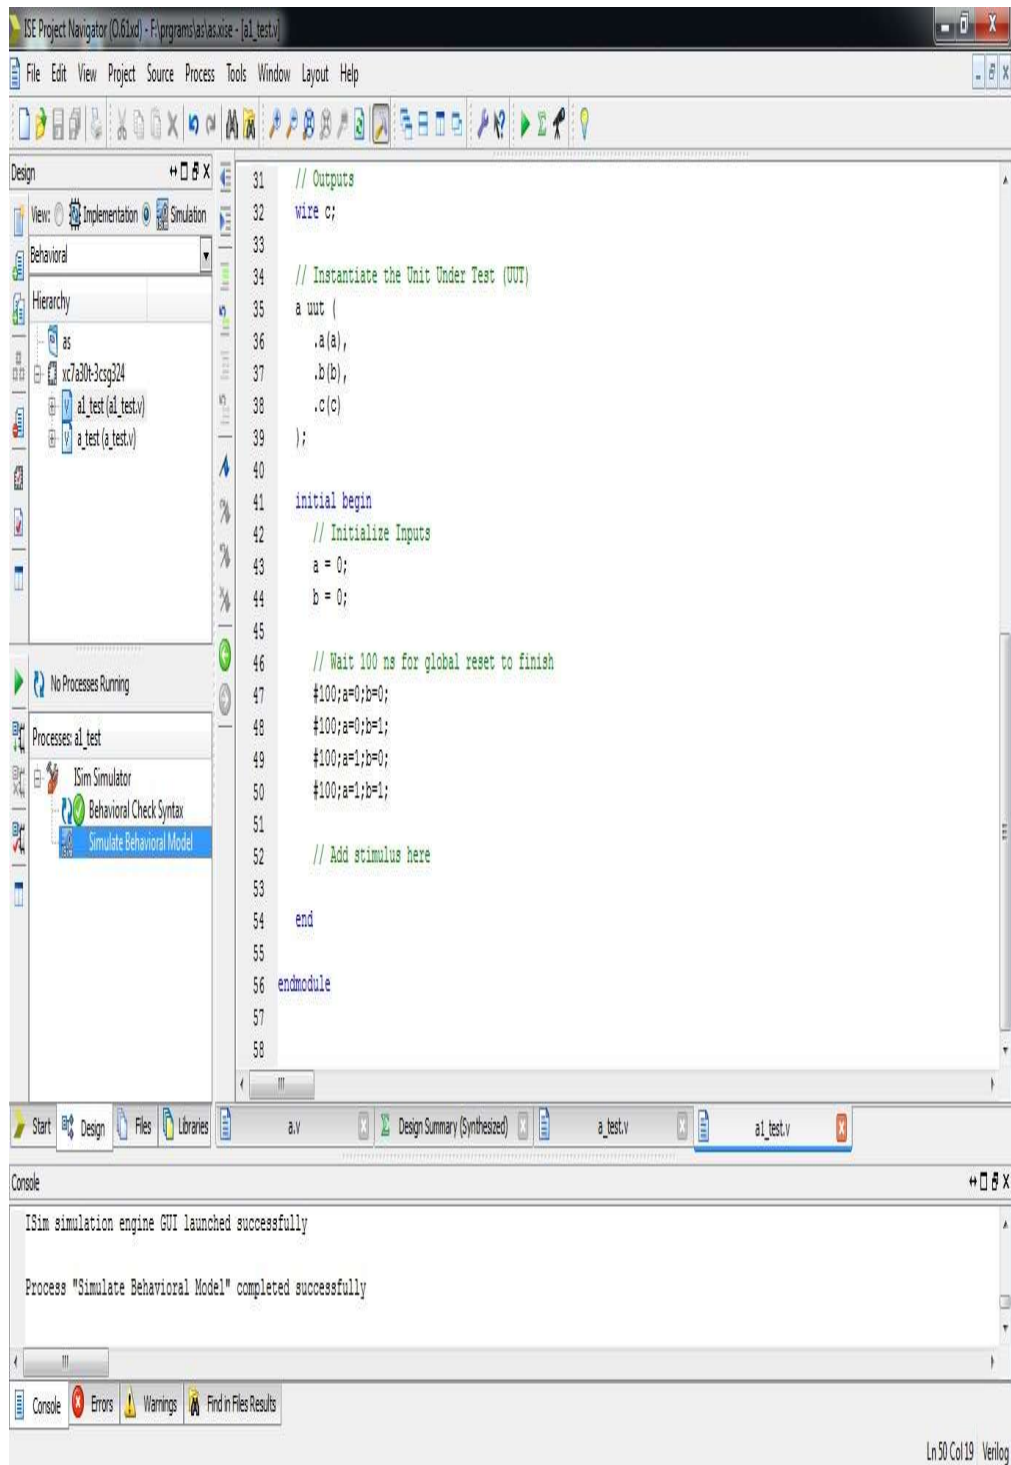 ISE Project Navigator (O.61xd) - F:\prgrams\as\as.xise - [a1_test.v]
File Edit View Project Source Process Tools Window Layout Help
Design
View: Implementation Simulation
Behavioral
Hierarchy
as
xc7a30t-3csg324
a1_test (a1_test.v)
a_test (a_test.v)
No Processes Running
Processes: a1_test
ISim Simulator
Behavioral Check Syntax
Simulate Behavioral Model
31 // Outputs
32 wire c;
33
34 // Instantiate the Unit Under Test (UUT)
35 a uut (
36 .a(a),
37 .b(b),
38 .c(c)
39 );
40
41 initial begin
42 // Initialize Inputs
43 a = 0;
44 b = 0;
45
46 // Wait 100 ns for global reset to finish
47 #100;a=0;b=0;
48 #100;a=0;b=1;
49 #100;a=1;b=0;
50 #100;a=1;b=1;
51
52 // Add stimulus here
53
54 end
55
56 endmodule
57
58
Start Design Files Libraries
a.v Design Summary (Synthesized) a_test.v a1_test.v
Console
ISim simulation engine GUI launched successfully
Process "Simulate Behavioral Model" completed successfully
Console Errors Warnings Find in Files Results
Ln 50 Col 19 Verilog